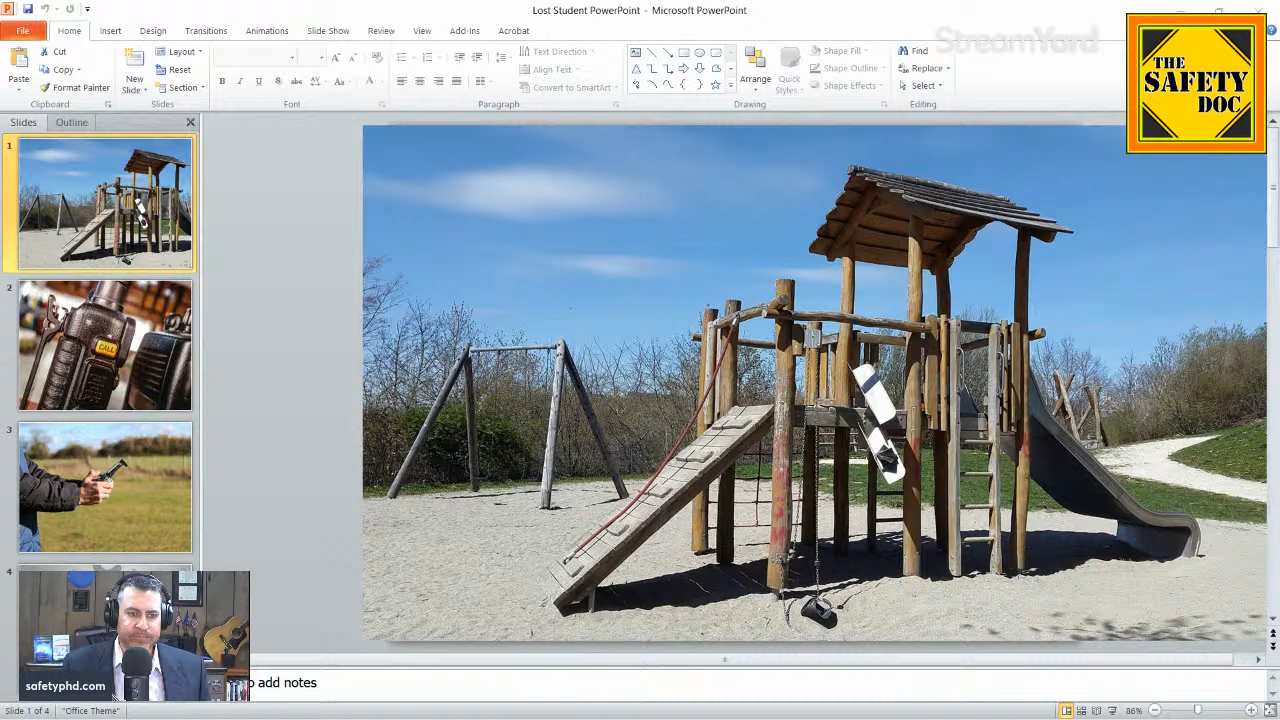 Lost Student PowerPoint - Microsoft PowerPoint
File Home Insert Design Transitions Animations Slide Show Review View Add-Ins Acrobat
StreamYard
THE
SAFETY
DOC
Paste
Cut
Copy
Format Painter
Clipboard
New
Slide
Layout
Reset
Section
Slides
B I U S abc AV Aa A
Font
Text Direction
Align Text
Convert to SmartArt
Paragraph
Arrange
Quick
Styles
Shape Fill
Shape Outline
Shape Effects
Drawing
Find
Replace
Select
Editing
Slides Outline
1
2
CALL
3
4
safetyphd.com
o add notes
Slide 1 of 4 "Office Theme" 86%